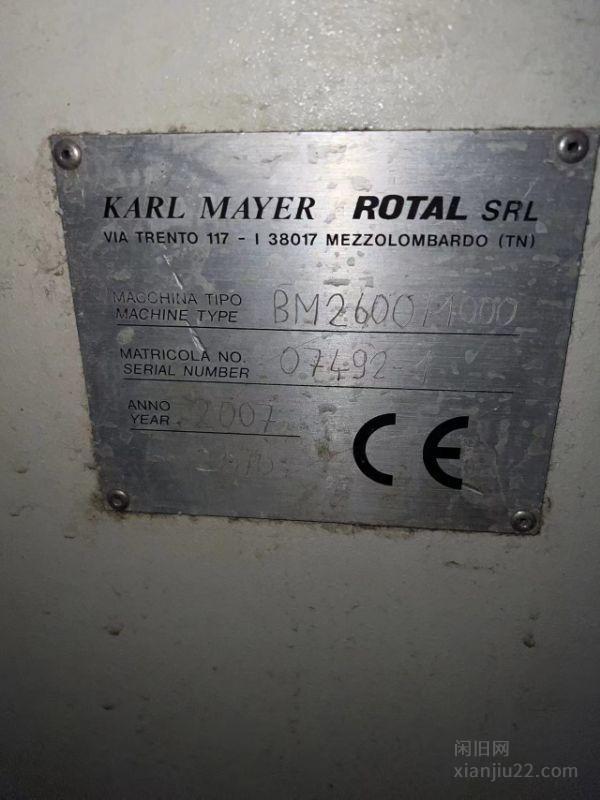 KARL MAYER ROTAL SRL
VIA TRENTO 117 - I 38017 MEZZOLOMBARDO (TN)
MACCHINA TIPO
MACHINE TYPE BM2600/1000
MATRICOLA NO.
SERIAL NUMBER 07492-1
ANNO
YEAR 2007
CE
闲旧网
xianjiu22.com